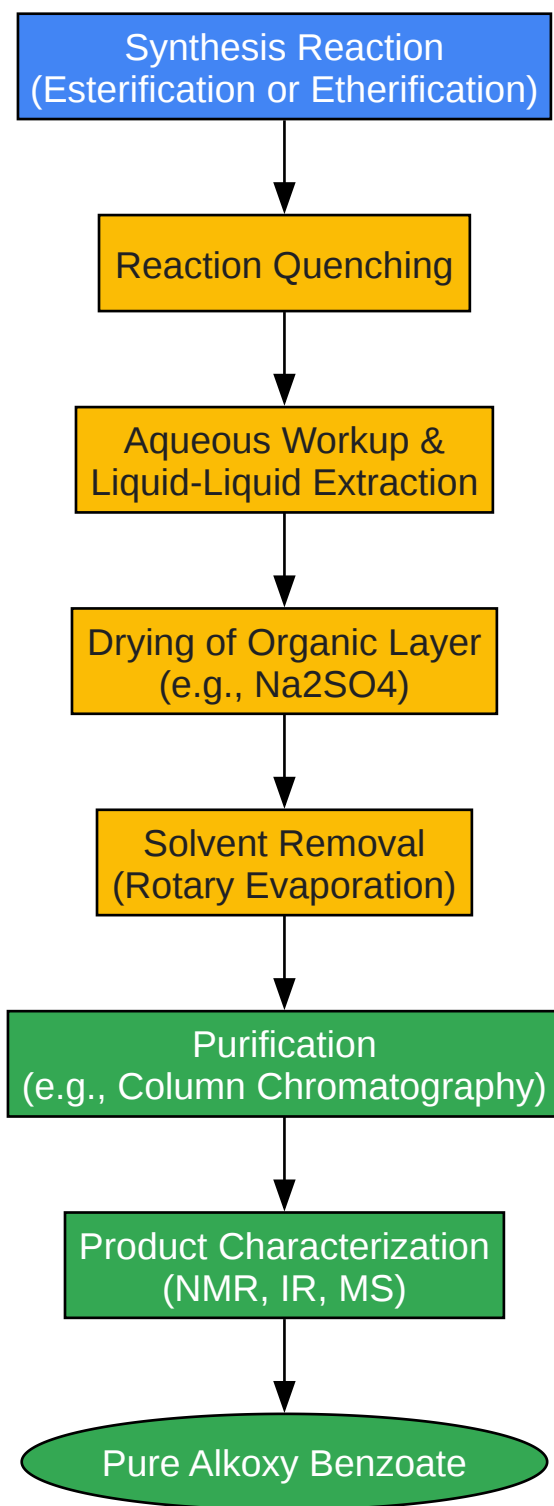 Synthesis Reaction
(Esterification or Etherification)
Reaction Quenching
Aqueous Workup &
Liquid-Liquid Extraction
Drying of Organic Layer
(e.g., Na2SO4)
Solvent Removal
(Rotary Evaporation)
Purification
(e.g., Column Chromatography)
Product Characterization
(NMR, IR, MS)
Pure Alkoxy Benzoate